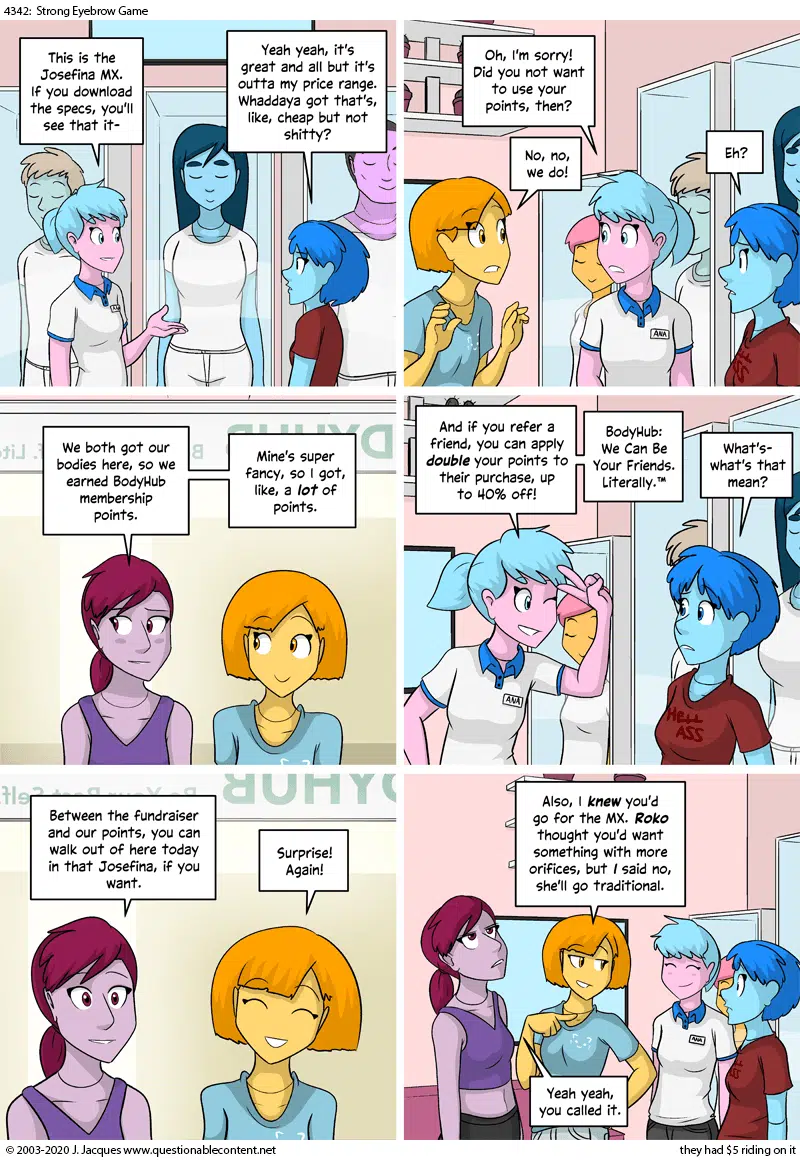 4342: Strong Eyebrow Game
This is the
Josefina MX.
If you download
the specs, you'll
see that it-
Yeah yeah, it's
great and all but it's
outta my price range.
Whaddaya got that's,
like, cheap but not
shitty?
Oh, I'm sorry!
Did you not want
to use your
points, then?
No, no,
we do!
Eh?
ANA
We both got our
bodies here, so we
earned BodyHub
membership
points.
Mine's super
fancy, so I got,
like, a lot of
points.
DYHUB
And if you refer a
friend, you can apply
double your points to
their purchase, up
to 40% off!
BodyHub:
We Can Be
Your Friends.
Literally.™
What's-
what's that
mean?
ANA
HELL
ASS
Between the fundraiser
and our points, you can
walk out of here today
in that Josefina, if you
want.
Surprise!
Again!
DYHUB
Be Your Best Self.
Also, I knew you'd
go for the MX. Roko
thought you'd want
something with more
orifices, but I said no,
she'll go traditional.
ANA
Yeah yeah,
you called it.
© 2003-2020 J. Jacques www.questionablecontent.net
they had $5 riding on it